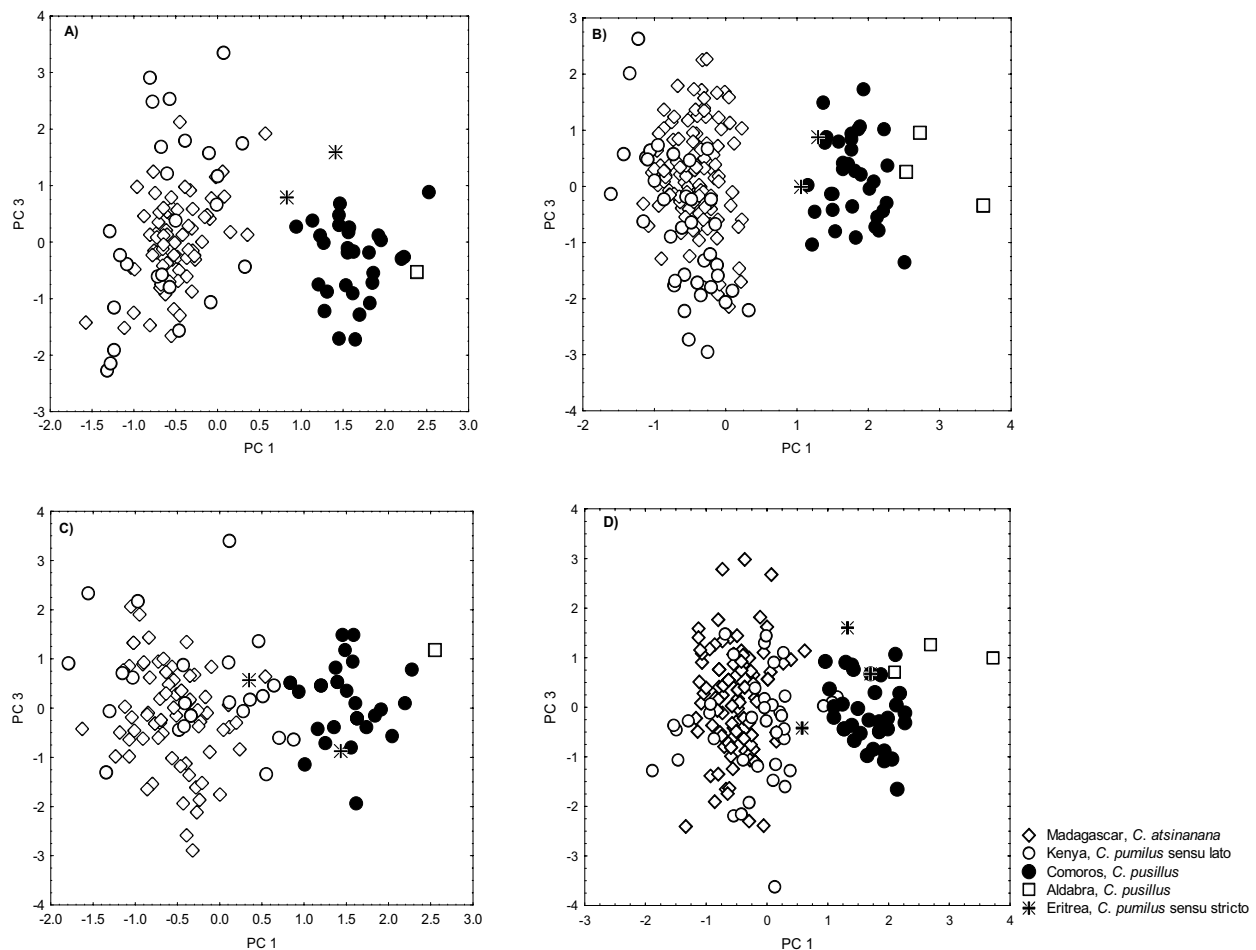 A)
4
3
2
1
0
-1
-2
-3
PC 3
-2.0 -1.5 -1.0 -0.5 0.0 0.5 1.0 1.5 2.0 2.5 3.0
PC 1
B)
3
2
1
0
-1
-2
-3
-4
PC 3
-2 -1 0 1 2 3 4
PC 1
C)
4
3
2
1
0
-1
-2
-3
-4
PC 3
-2.0 -1.5 -1.0 -0.5 0.0 0.5 1.0 1.5 2.0 2.5 3.0
PC 1
D)
4
3
2
1
0
-1
-2
-3
-4
PC 3
-3 -2 -1 0 1 2 3 4
PC 1
Madagascar, C. atsinanana
Kenya, C. pumilus sensu lato
Comoros, C. pusillus
Aldabra, C. pusillus
Eritrea, C. pumilus sensu stricto